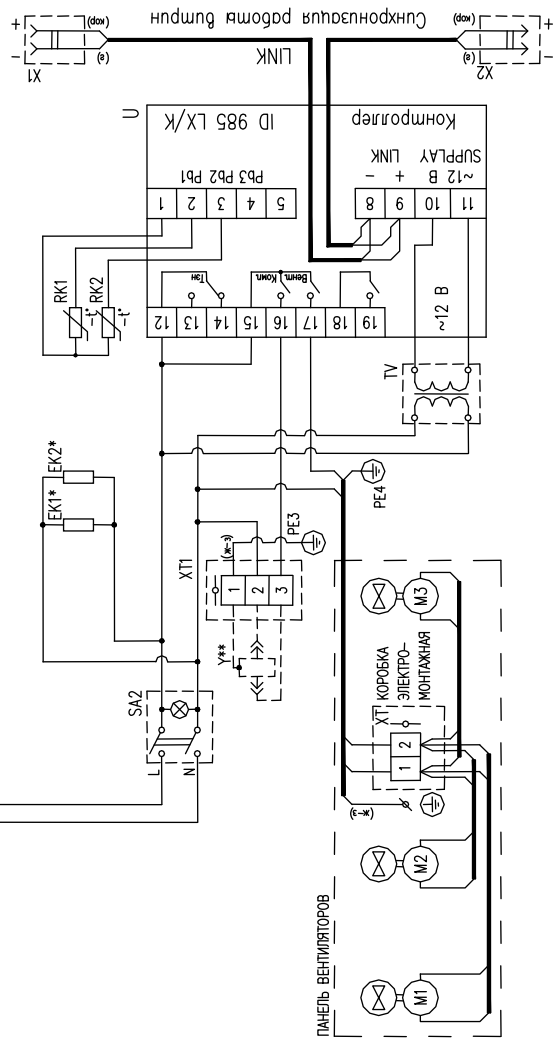 Синхронизация работы витрин
+
-
X1
(кор)
(г)
LINK
X2
(кор)
(г)
+
-
U
ID 985 LX/K
Контроллер
Pb3 Pb2 Pb1
LINK
- +
SUPPLAY
~12 В
1 2 3 4 5
8 9 10 11
Тэн
Комп.
Вент.
12 13 14 15 16 17 18 19
RK1
-t°
RK2
-t°
~12 В
TV
EK1*
EK2*
PE4
PE3
(ж-з)
XT1
1 2 3
Y**
SA2
L
N
M3
КОРОБКА
ЭЛЕКТРО-
МОНТАЖНАЯ
XT
1 2
(ж-з)
M2
M1
ПАНЕЛЬ ВЕНТИЛЯТОРОВ